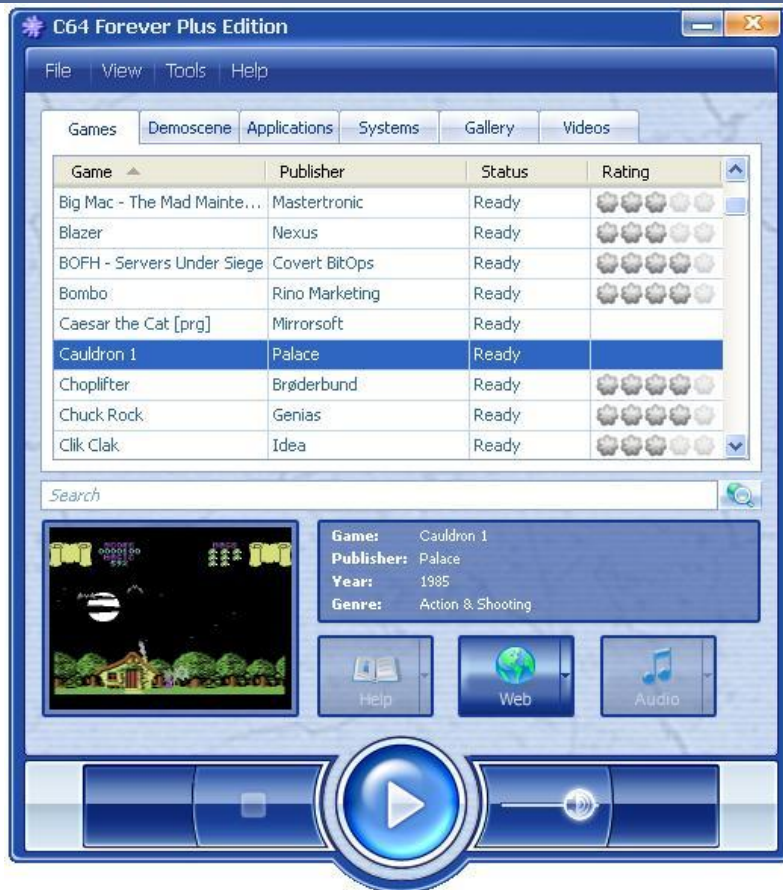 C64 Forever Plus Edition
File View Tools Help
Games Demoscene Applications Systems Gallery Videos
Game Publisher Status Rating
Big Mac - The Mad Mainte... Mastertronic Ready
Blazer Nexus Ready
BOFH - Servers Under Siege Covert BitOps Ready
Bombo Rino Marketing Ready
Caesar the Cat [prg] Mirrorsoft Ready
Cauldron 1 Palace Ready
Choplifter Brøderbund Ready
Chuck Rock Genias Ready
Clik Clak Idea Ready
Search
Game: Cauldron 1
Publisher: Palace
Year: 1985
Genre: Action & Shooting
Help Web Audio